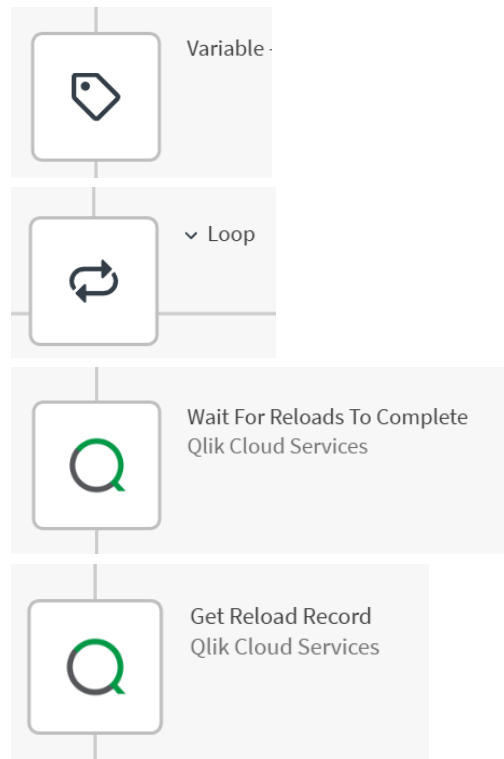 Variable -
Loop
Wait For Reloads To Complete
Qlik Cloud Services
Get Reload Record
Qlik Cloud Services